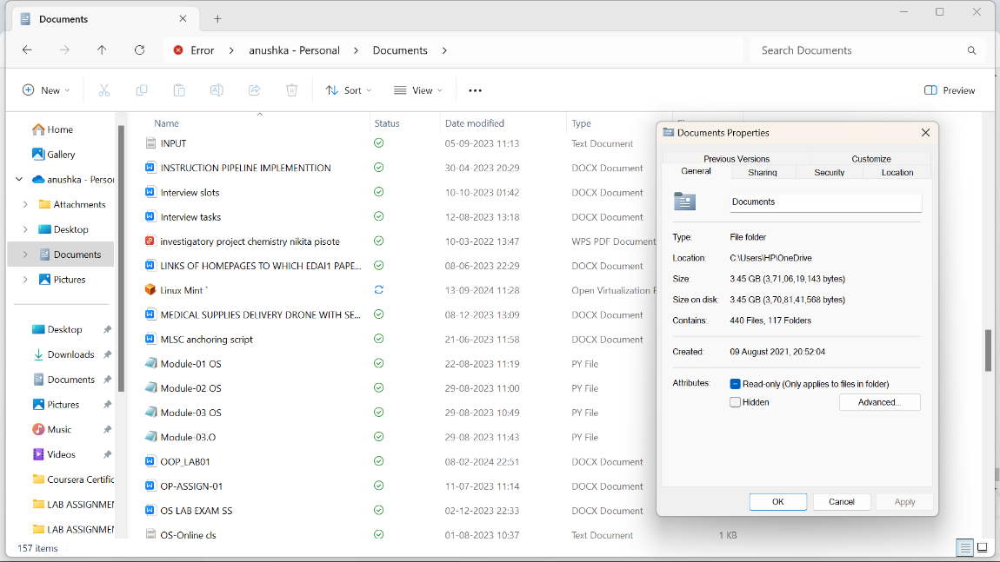 Documents
Error > anushka - Personal > Documents >
Search Documents
New
Sort
View
Preview
Home
Gallery
anushka - Perso
Attachments
Desktop
Documents
Pictures
Desktop
Downloads
Documents
Pictures
Music
Videos
Coursera Certific
LAB ASSIGNMEN
LAB ASSIGNMEN
Name Status Date modified Type
INPUT 05-09-2023 11:13 Text Document
INSTRUCTION PIPELINE IMPLEMENTTION 30-04-2023 20:29 DOCX Document
Interview slots 10-10-2023 01:42 DOCX Document
Interview tasks 12-08-2023 13:18 DOCX Document
investigatory project chemistry nikita pisote 10-03-2022 13:47 WPS PDF Document
LINKS OF HOMEPAGES TO WHICH EDAI1 PAPE... 08-06-2023 22:29 DOCX Document
Linux Mint ` 13-09-2024 11:28 Open Virtualization F
MEDICAL SUPPLIES DELIVERY DRONE WITH SE... 08-12-2023 13:09 DOCX Document
MLSC anchoring script 21-06-2023 11:58 DOCX Document
Module-01 OS 22-08-2023 11:19 PY File
Module-02 OS 29-08-2023 11:00 PY File
Module-03 OS 29-08-2023 10:49 PY File
Module-03.O 29-08-2023 11:43 PY File
OOP_LAB01 08-02-2024 22:51 DOCX Document
OP-ASSIGN-01 11-07-2023 11:14 DOCX Document
OS LAB EXAM SS 02-12-2023 22:33 DOCX Document
OS-Online cls 01-08-2023 10:37 Text Document 1 KB
157 items
Documents Properties
Previous Versions Customize
General Sharing Security Location
Documents
Type: File folder
Location: C:\Users\HP\OneDrive
Size: 3.45 GB (3,71,06,19,143 bytes)
Size on disk: 3.45 GB (3,70,81,41,568 bytes)
Contains: 440 Files, 117 Folders
Created: 09 August 2021, 20:52:04
Attributes: Read-only (Only applies to files in folder)
Hidden Advanced...
OK Cancel Apply